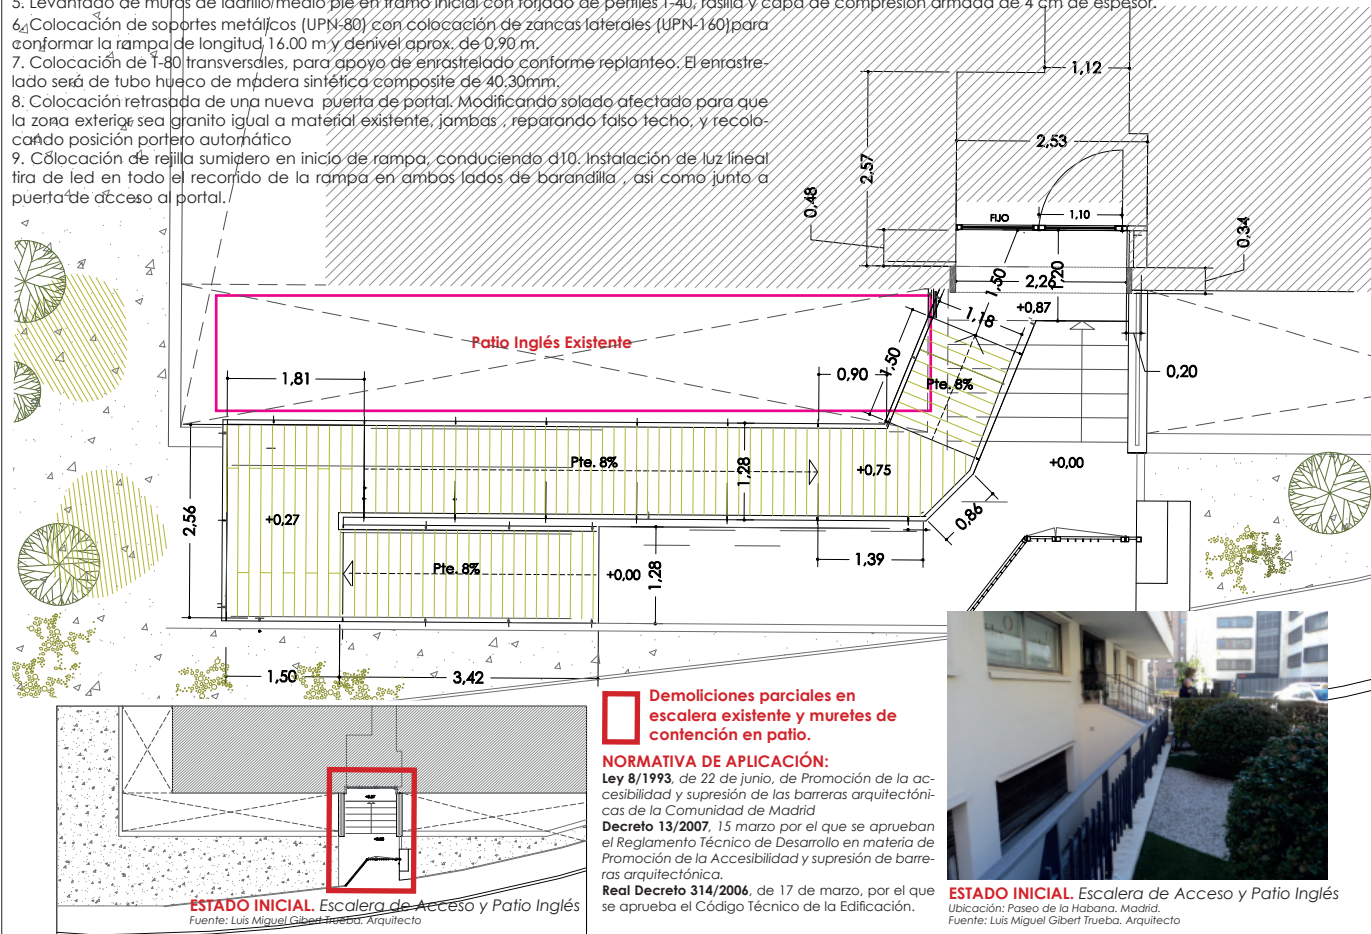 5. Levantado de muros de ladrillo/medio pie en tramo inicial con forjado de perfiles T-40, rasilla y capa de compresión armada de 4 cm de espesor.
6. Colocación de soportes metálicos (UPN-80) con colocación de zancas laterales (UPN-160)para
conformar la rampa de longitud 16.00 m y denivel aprox. de 0,90 m.
7. Colocación de T-80 transversales, para apoyo de enrastrelado conforme replanteo. El enrastre-
lado será de tubo hueco de madera sintética composite de 40.30mm.
8. Colocación retrasada de una nueva puerta de portal. Modificando solado afectado para que
la zona exterior sea granito igual a material existente, jambas , reparando falso techo, y recolo-
cando posición portero automático
9. Colocación de rejilla sumidero en inicio de rampa, conduciendo d10. Instalación de luz líneal
tira de led en todo el recorrido de la rampa en ambos lados de barandilla , asi como junto a
puerta de acceso al portal.
1,12
2,53
2,57
0,48
FIJO
1,10
0,34
1,50
2,26
1,20
+0,87
1,18
Patio Inglés Existente
1,81
0,90
1,50
Pte. 8%
0,20
Pte. 8%
1,28
+0,75
+0,00
2,56
+0,27
0,86
Pte. 8%
+0,00
1,28
1,39
1,50
3,42
Demoliciones parciales en
escalera existente y muretes de
contención en patio.
NORMATIVA DE APLICACIÓN:
Ley 8/1993, de 22 de junio, de Promoción de la ac-
cesibilidad y supresión de las barreras arquitectóni-
cas de la Comunidad de Madrid
Decreto 13/2007, 15 marzo por el que se aprueban
el Reglamento Técnico de Desarrollo en materia de
Promoción de la Accesibilidad y supresión de barre-
ras arquitectónica.
Real Decreto 314/2006, de 17 de marzo, por el que
se aprueba el Código Técnico de la Edificación.
ESTADO INICIAL. Escalera de Acceso y Patio Inglés
Fuente: Luis Miguel Gibert Trueba. Arquitecto
ESTADO INICIAL. Escalera de Acceso y Patio Inglés
Ubicación: Paseo de la Habana. Madrid.
Fuente: Luis Miguel Gibert Trueba. Arquitecto